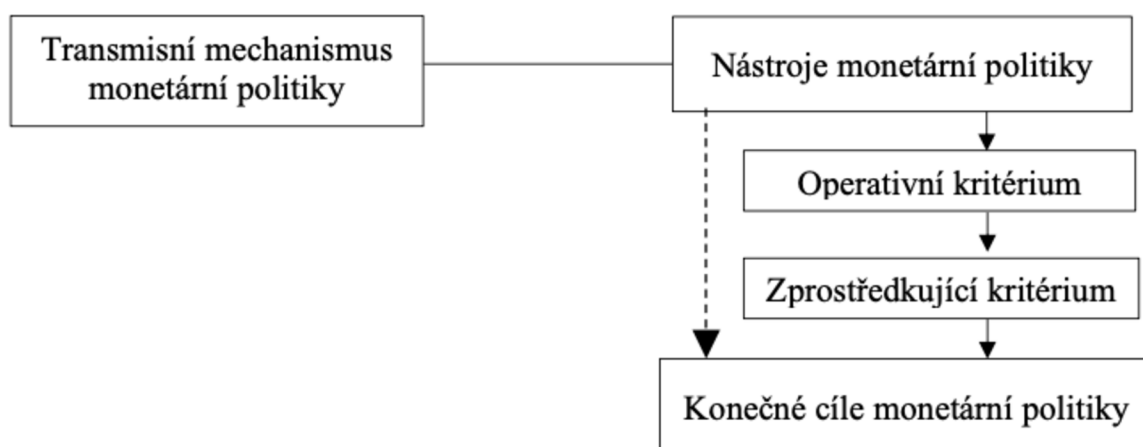 Transmisní mechanismus
monetární politiky
Nástroje monetární politiky
Operativní kritérium
Zprostředkující kritérium
Konečné cíle monetární politiky